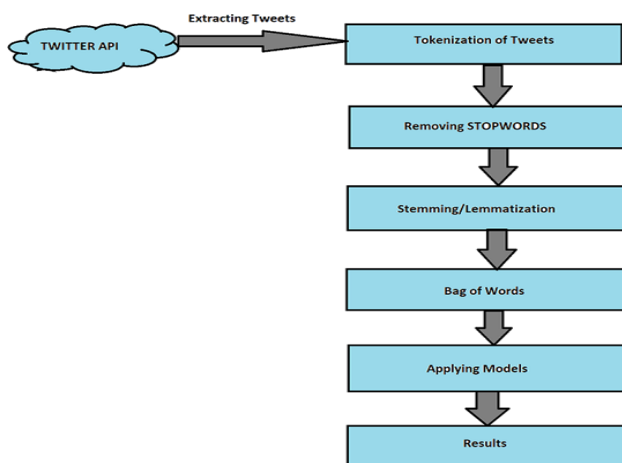 Extracting Tweets
TWITTER API
Tokenization of Tweets
Removing STOPWORDS
Stemming/Lemmatization
Bag of Words
Applying Models
Results